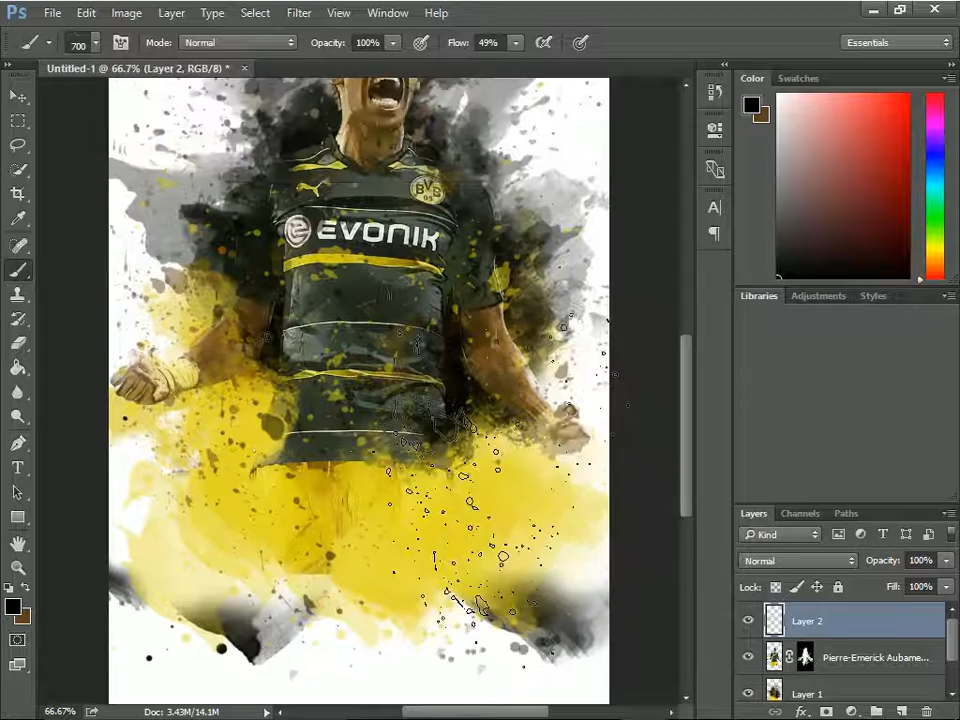 Ps File Edit Image Layer Type Select Filter View Window Help
700 Mode: Normal Opacity: 100% Flow: 49% Essentials
Untitled-1 @ 66.7% (Layer 2, RGB/8) * ×
Color Swatches
BVB
09
EVONIK
A|
Libraries Adjustments Styles
Layers Channels Paths
Kind
Normal Opacity: 100%
Lock: Fill: 100%
Layer 2
Pierre-Emerick Aubame...
Layer 1
fx
66.67% Doc: 3.43M/14.1M